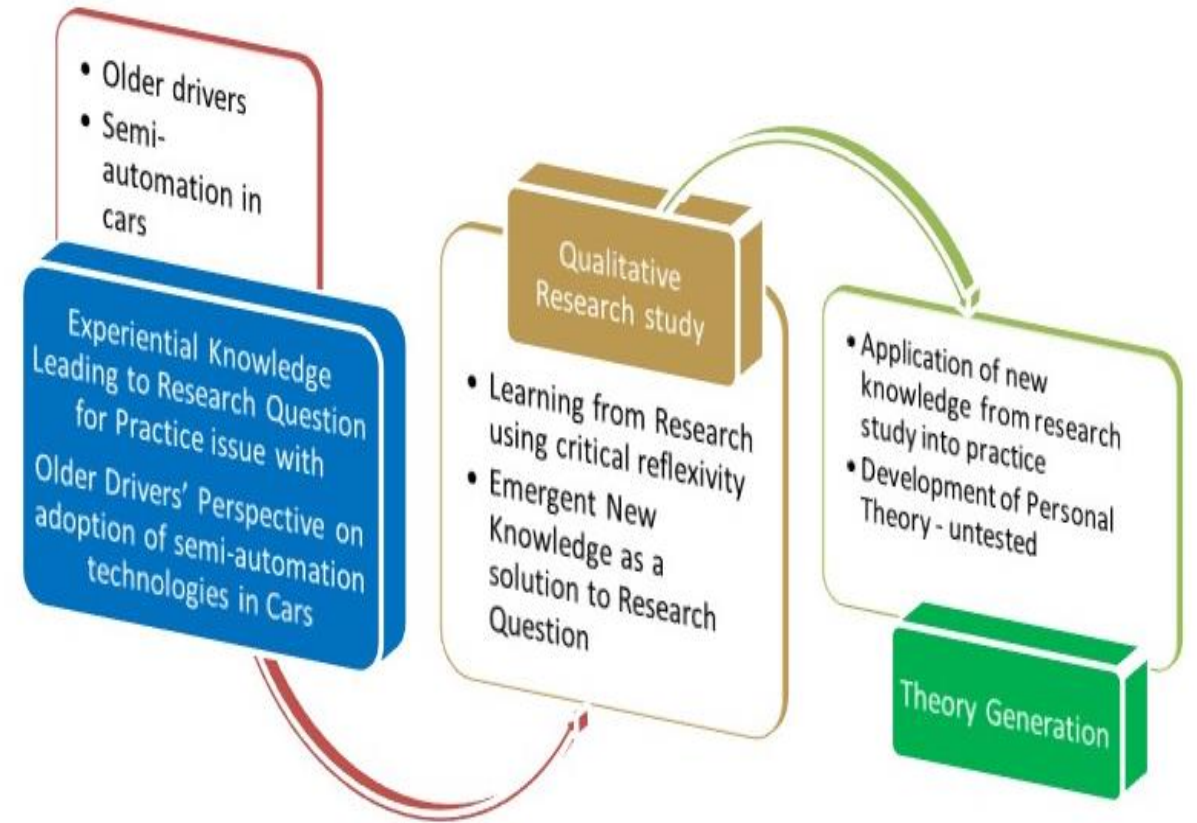 • Older drivers
• Semi-
automation in
cars
Experiential Knowledge
Leading to Research Question
for Practice issue with
Older Drivers' Perspective on
adoption of semi-automation
technologies in Cars
Qualitative
Research study
• Learning from Research
using critical reflexivity
• Emergent New
Knowledge as a
solution to Research
Question
• Application of new
knowledge from research
study into practice
• Development of Personal
Theory - untested
Theory Generation